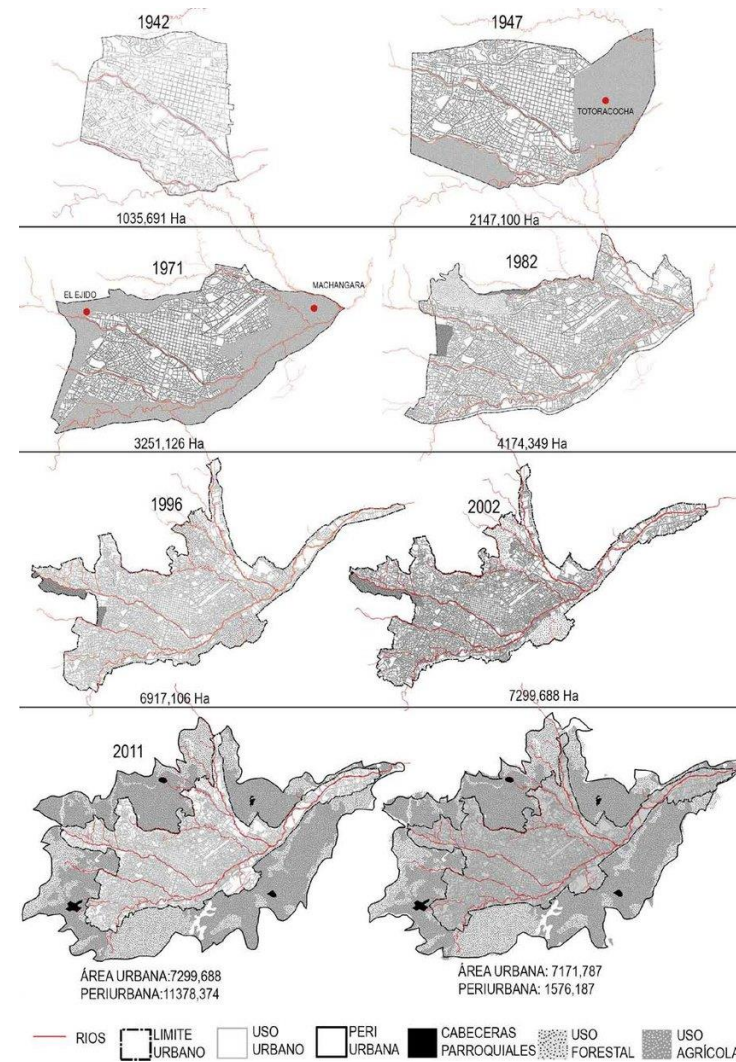 1942
1947
TOTORACOCHA
1035,691 Ha
2147,100 Ha
1971
1982
EL EJIDO
MACHANGARA
3251,126 Ha
4174,349 Ha
1996
2002
6917,106 Ha
7299,688 Ha
2011
ÁREA URBANA:7299,688
PERIURBANA:11378,374
ÁREA URBANA: 7171,787
PERIURBANA: 1576,187
RIOS
LIMITE
URBANO
USO
URBANO
PERI
URBANA
CABECERAS
PARROQUIALES
USO
FORESTAL
USO
AGRÍCOLA